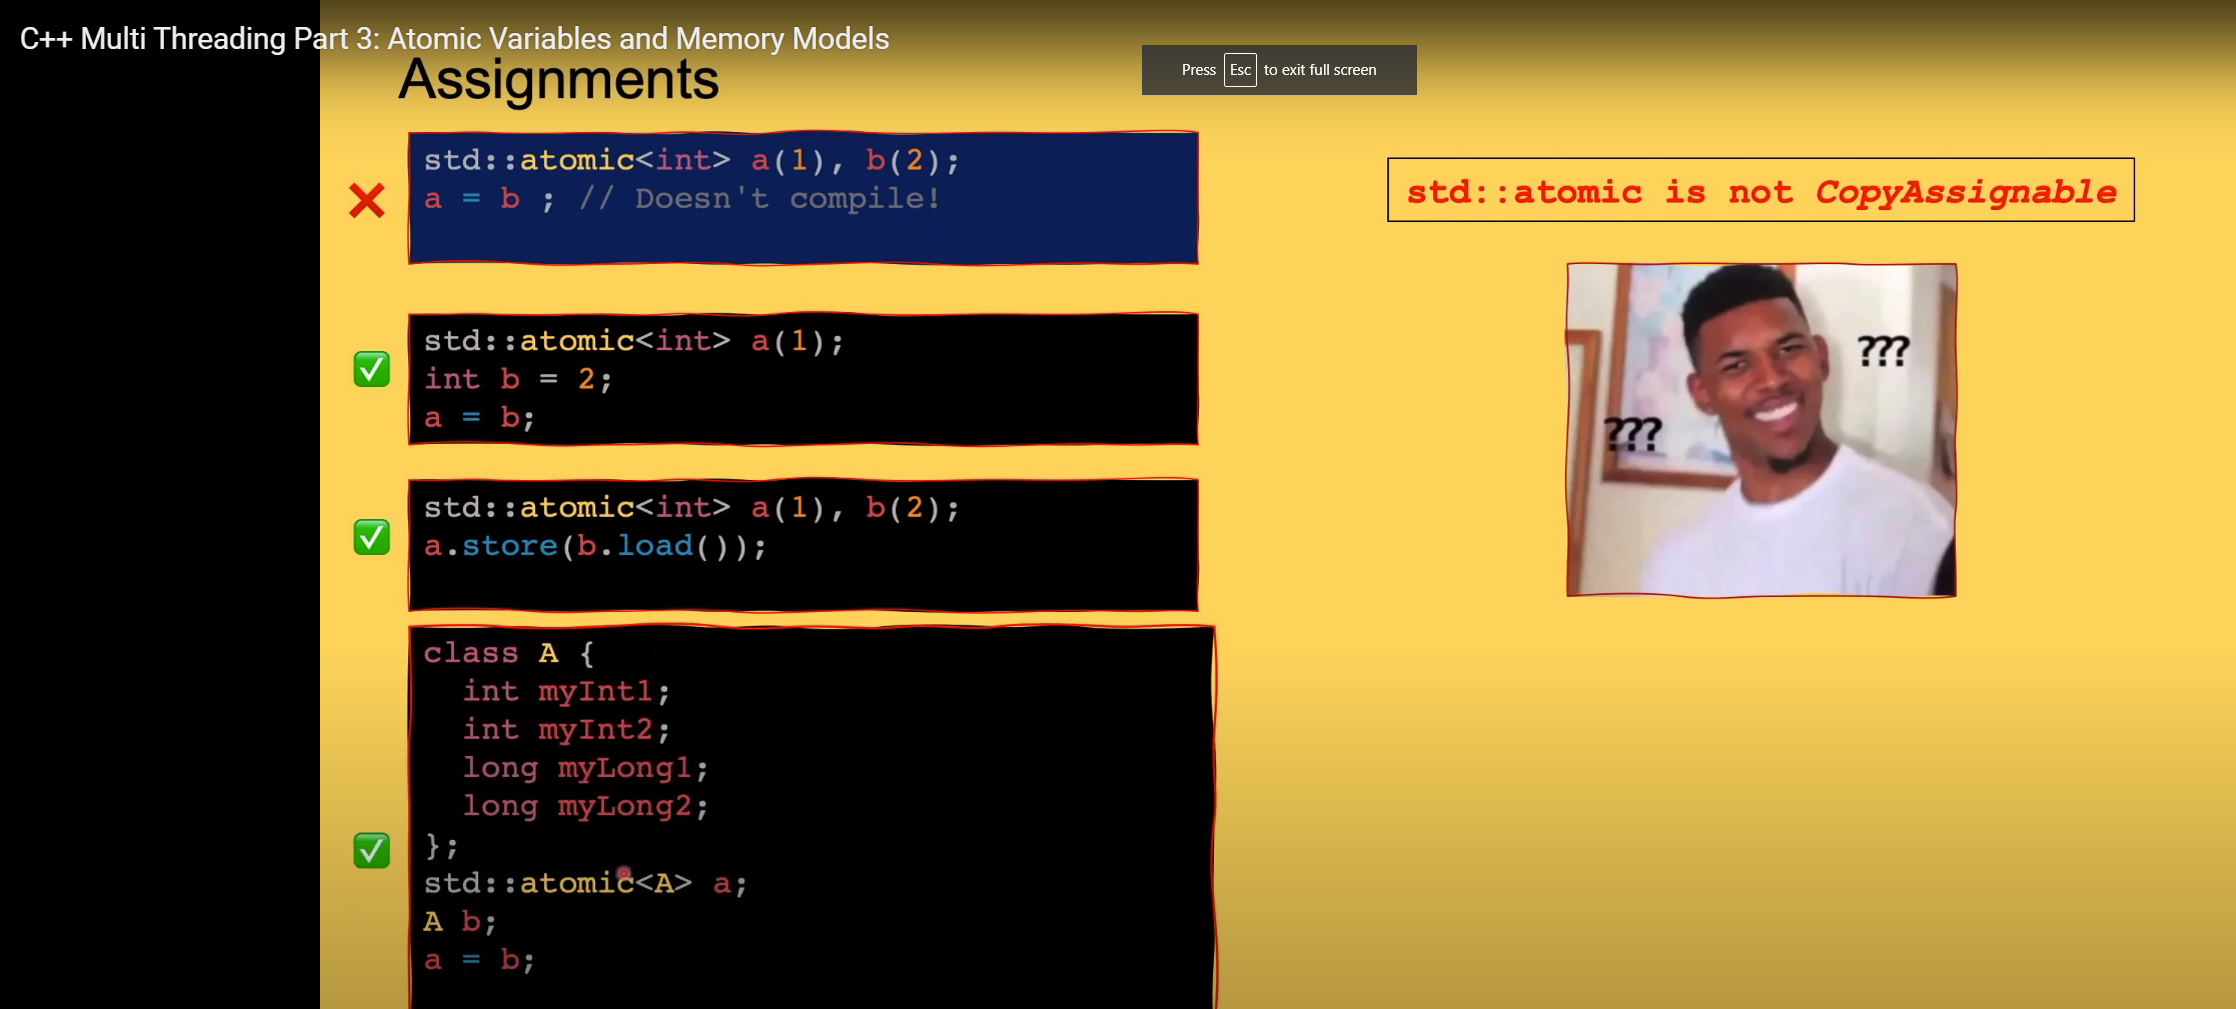 C++ Multi Threading Part 3: Atomic Variables and Memory Models
Press Esc to exit full screen
Assignments
std::atomic<int> a(1), b(2);
a = b ; // Doesn't compile!
std::atomic is not CopyAssignable
std::atomic<int> a(1);
int b = 2;
a = b;
???
???
std::atomic<int> a(1), b(2);
a.store(b.load());
class A {
int myInt1;
int myInt2;
long myLong1;
long myLong2;
};
std::atomic<A> a;
A b;
a = b;